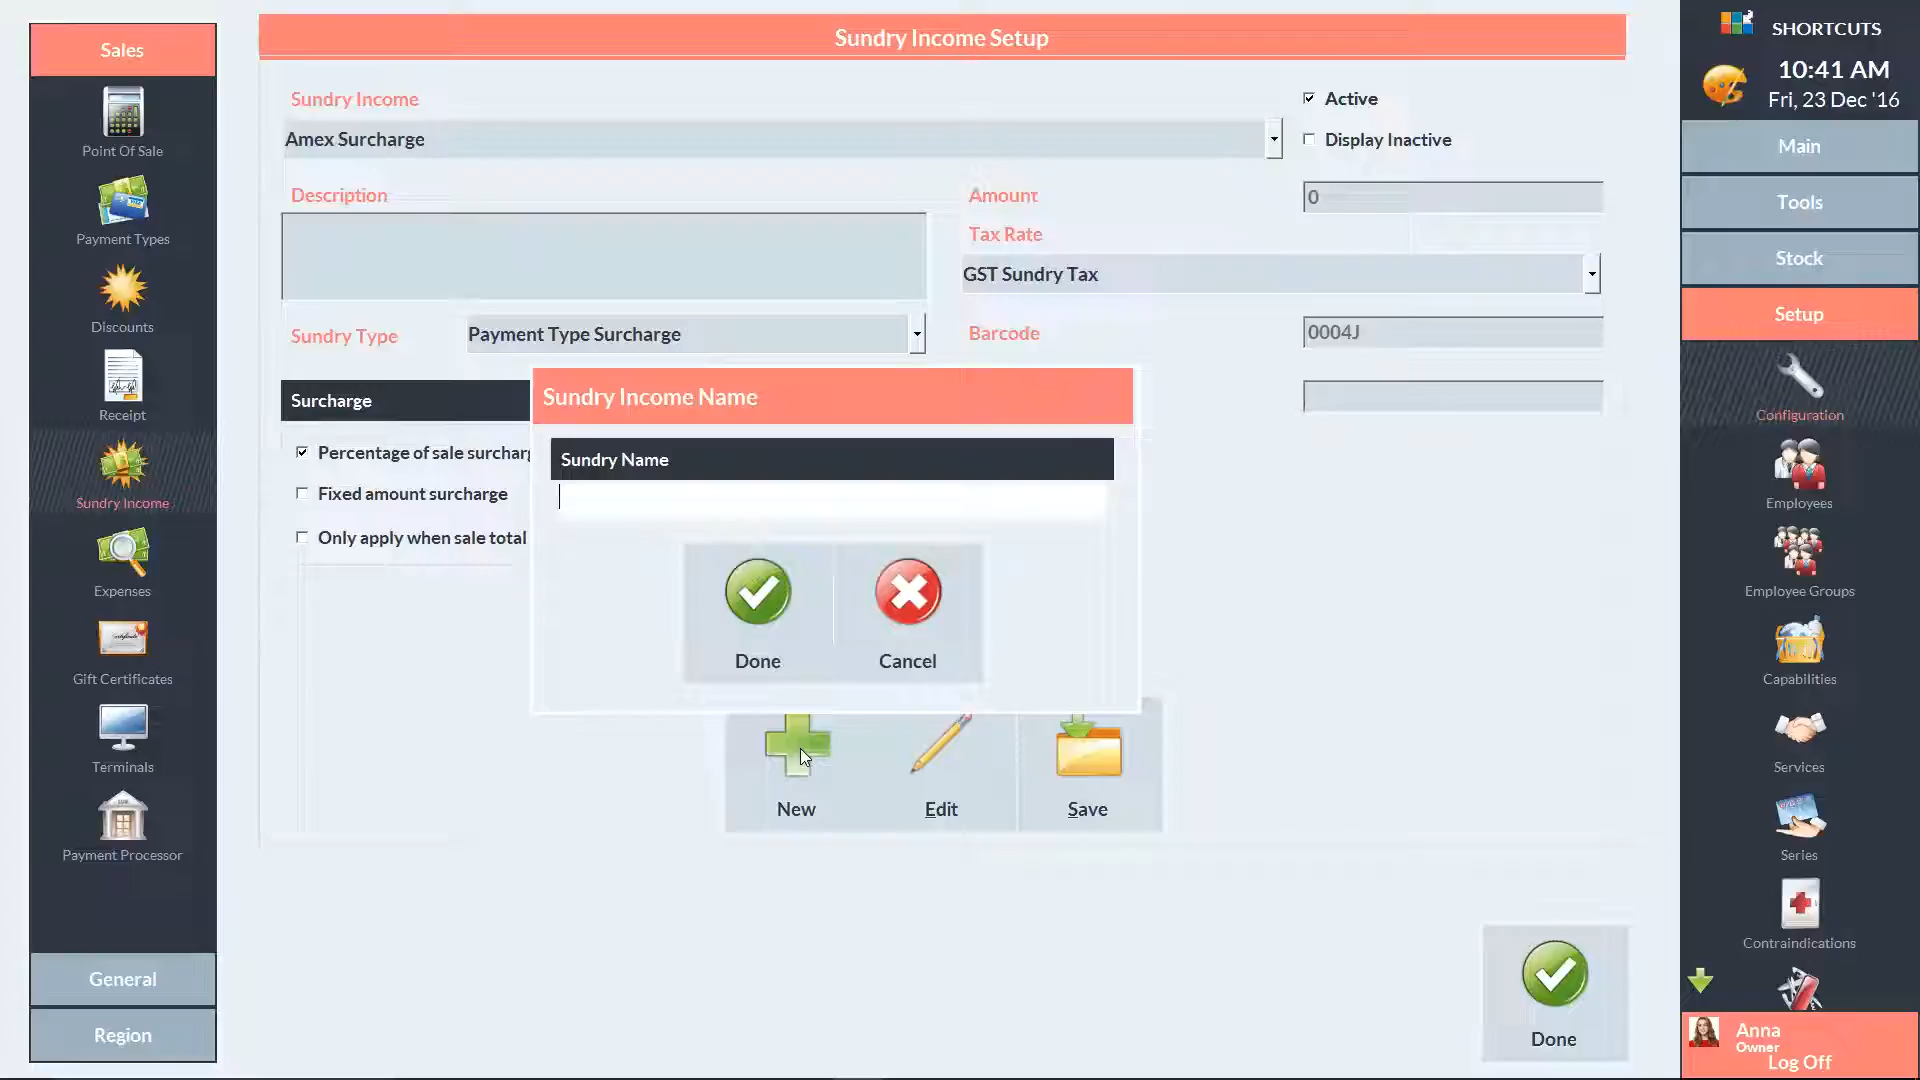 Sales
Point Of Sale
Payment Types
Discounts
Receipt
Sundry Income
Expenses
Gift Certificates
Terminals
Payment Processor
General
Region
Sundry Income Setup
Sundry Income
Amex Surcharge
Active
Display Inactive
Description
Amount
0
Tax Rate
GST Sundry Tax
Sundry Type
Payment Type Surcharge
Barcode
0004J
Surcharge
Percentage of sale surcharg
Fixed amount surcharge
Only apply when sale total
Sundry Income Name
Sundry Name
Done
Cancel
New
Edit
Save
Done
SHORTCUTS
10:41 AM
Fri, 23 Dec '16
Main
Tools
Stock
Setup
Configuration
Employees
Employee Groups
Capabilities
Services
Series
Contraindications
Anna
Owner
Log Off